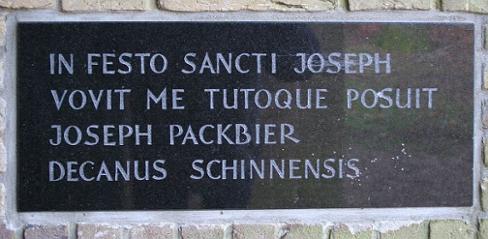 IN FESTO SANCTI JOSEPH
VOVIT ME TUTOQUE POSUIT
JOSEPH PACKBIER
DECANUS SCHINNENSIS